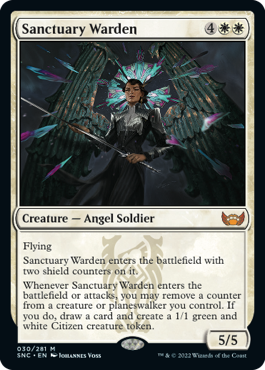 Sanctuary Warden 4
Creature — Angel Soldier
Flying
Sanctuary Warden enters the battlefield with
two shield counters on it.
Whenever Sanctuary Warden enters the
battlefield or attacks, you may remove a counter
from a creature or planeswalker you control. If
you do, draw a card and create a 1/1 green and
white Citizen creature token.
5/5
030/281 M
SNC • EN Johannes Voss ™ & © 2022 Wizards of the Coast